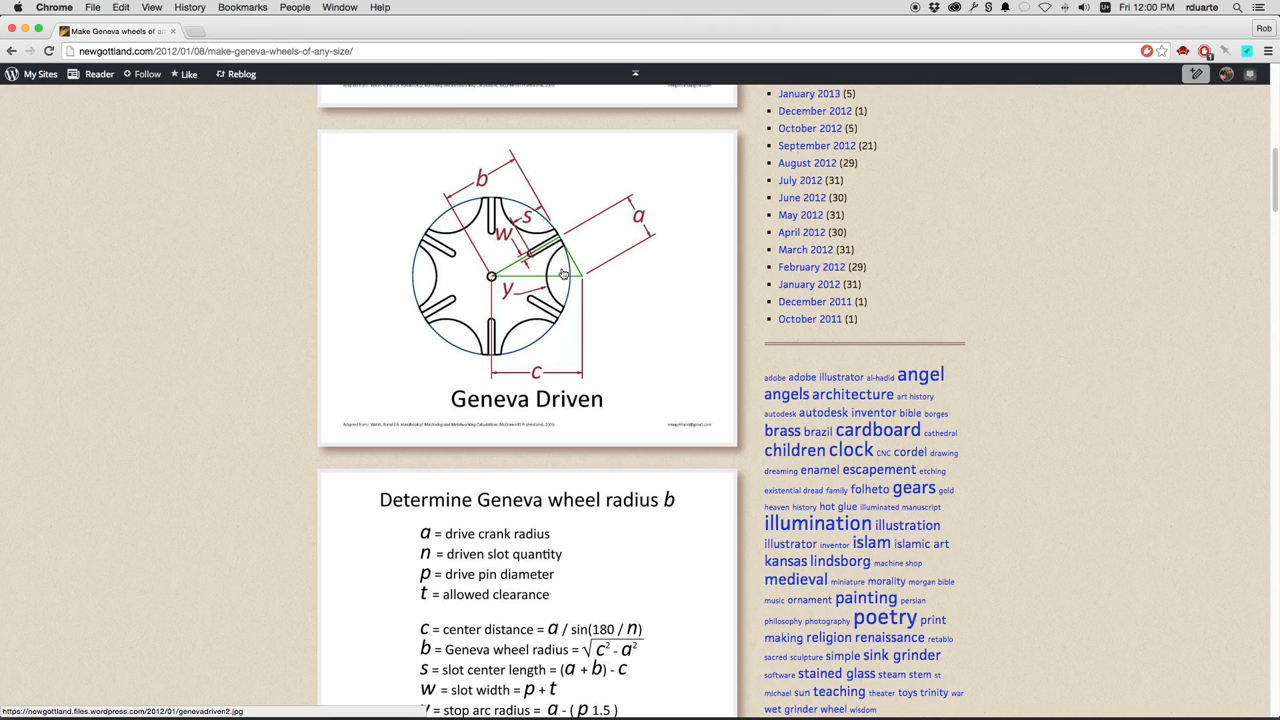 Chrome File Edit View History Bookmarks People Window Help
Fri 12:00 PM rduarte
Make Geneva wheels of an
Rob
newgottland.com/2012/01/08/make-geneva-wheels-of-any-size/
My Sites Reader Follow Like Reblog
January 2013 (5)
December 2012 (1)
October 2012 (5)
September 2012 (21)
August 2012 (29)
July 2012 (31)
June 2012 (30)
May 2012 (31)
April 2012 (30)
March 2012 (31)
February 2012 (29)
January 2012 (31)
December 2011 (1)
October 2011 (1)
b
s
a
w
y
c
Geneva Driven
newgottland@gmail.com
Determine Geneva wheel radius b
a = drive crank radius
n = driven slot quantity
p = drive pin diameter
t = allowed clearance
c = center distance = a / sin(180 / n)
b = Geneva wheel radius = √c² - a²
s = slot center length = (a + b) - c
w = slot width = p + t
y = stop arc radius = a - ( p 1.5 )
adobe adobe illustrator al-hadid angel
angels architecture art history
autodesk autodesk inventor bible borges
brass brazil cardboard cathedral
children clock CNC cordel drawing
dreaming enamel escapement etching
existential dread family folheto gears gold
heaven history hot glue illuminated manuscript
illumination illustration
illustrator inventor islam islamic art
kansas lindsborg machine shop
medieval miniature morality morgan bible
music ornament painting persian
philosophy photography poetry print
making religion renaissance retablo
sacred sculpture simple sink grinder
software stained glass steam stem st
michael sun teaching theater toys trinity war
wet grinder wheel wisdom
https://newgottland.files.wordpress.com/2012/01/genevadriven2.jpg